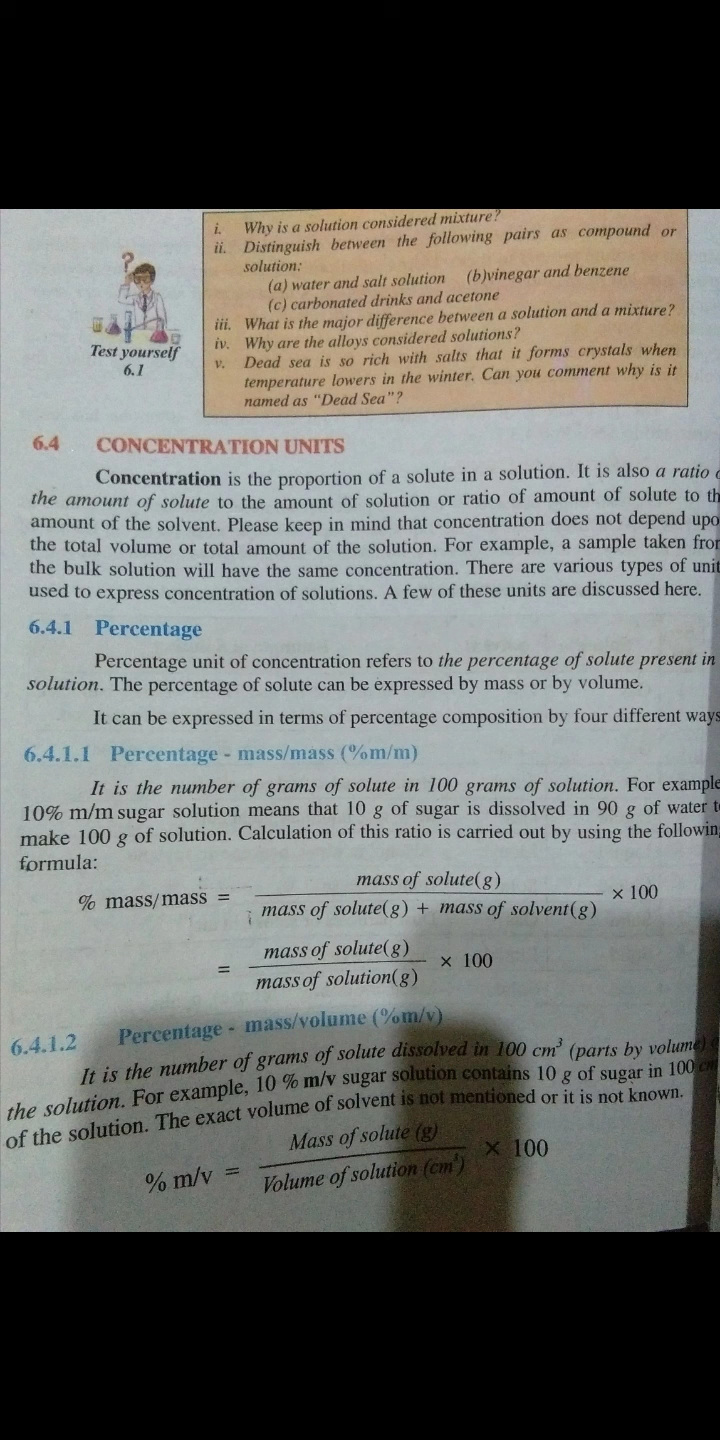 i. Why is a solution considered mixture?
ii. Distinguish between the following pairs as compound or
solution:
(a) water and salt solution (b)vinegar and benzene
(c) carbonated drinks and acetone
iii. What is the major difference between a solution and a mixture?
iv. Why are the alloys considered solutions?
v. Dead sea is so rich with salts that it forms crystals when
temperature lowers in the winter. Can you comment why is it
named as "Dead Sea"?
?
Test yourself
6.1
6.4 CONCENTRATION UNITS
Concentration is the proportion of a solute in a solution. It is also a ratio
the amount of solute to the amount of solution or ratio of amount of solute to th
amount of the solvent. Please keep in mind that concentration does not depend upo
the total volume or total amount of the solution. For example, a sample taken from
the bulk solution will have the same concentration. There are various types of unit
used to express concentration of solutions. A few of these units are discussed here.
6.4.1 Percentage
Percentage unit of concentration refers to the percentage of solute present in
solution. The percentage of solute can be expressed by mass or by volume.
It can be expressed in terms of percentage composition by four different ways
6.4.1.1 Percentage - mass/mass (%m/m)
It is the number of grams of solute in 100 grams of solution. For example
10% m/m sugar solution means that 10 g of sugar is dissolved in 90 g of water t
make 100 g of solution. Calculation of this ratio is carried out by using the followin
formula:
% mass/mass = mass of solute(g) / mass of solute(g) + mass of solvent(g) × 100
= mass of solute(g) / mass of solution(g) × 100
6.4.1.2 Percentage - mass/volume (%m/v)
It is the number of grams of solute dissolved in 100 cm³ (parts by volume)
the solution. For example, 10 % m/v sugar solution contains 10 g of sugar in 100
of the solution. The exact volume of solvent is not mentioned or it is not known.
% m/v = Mass of solute (g) / Volume of solution (cm³) × 100